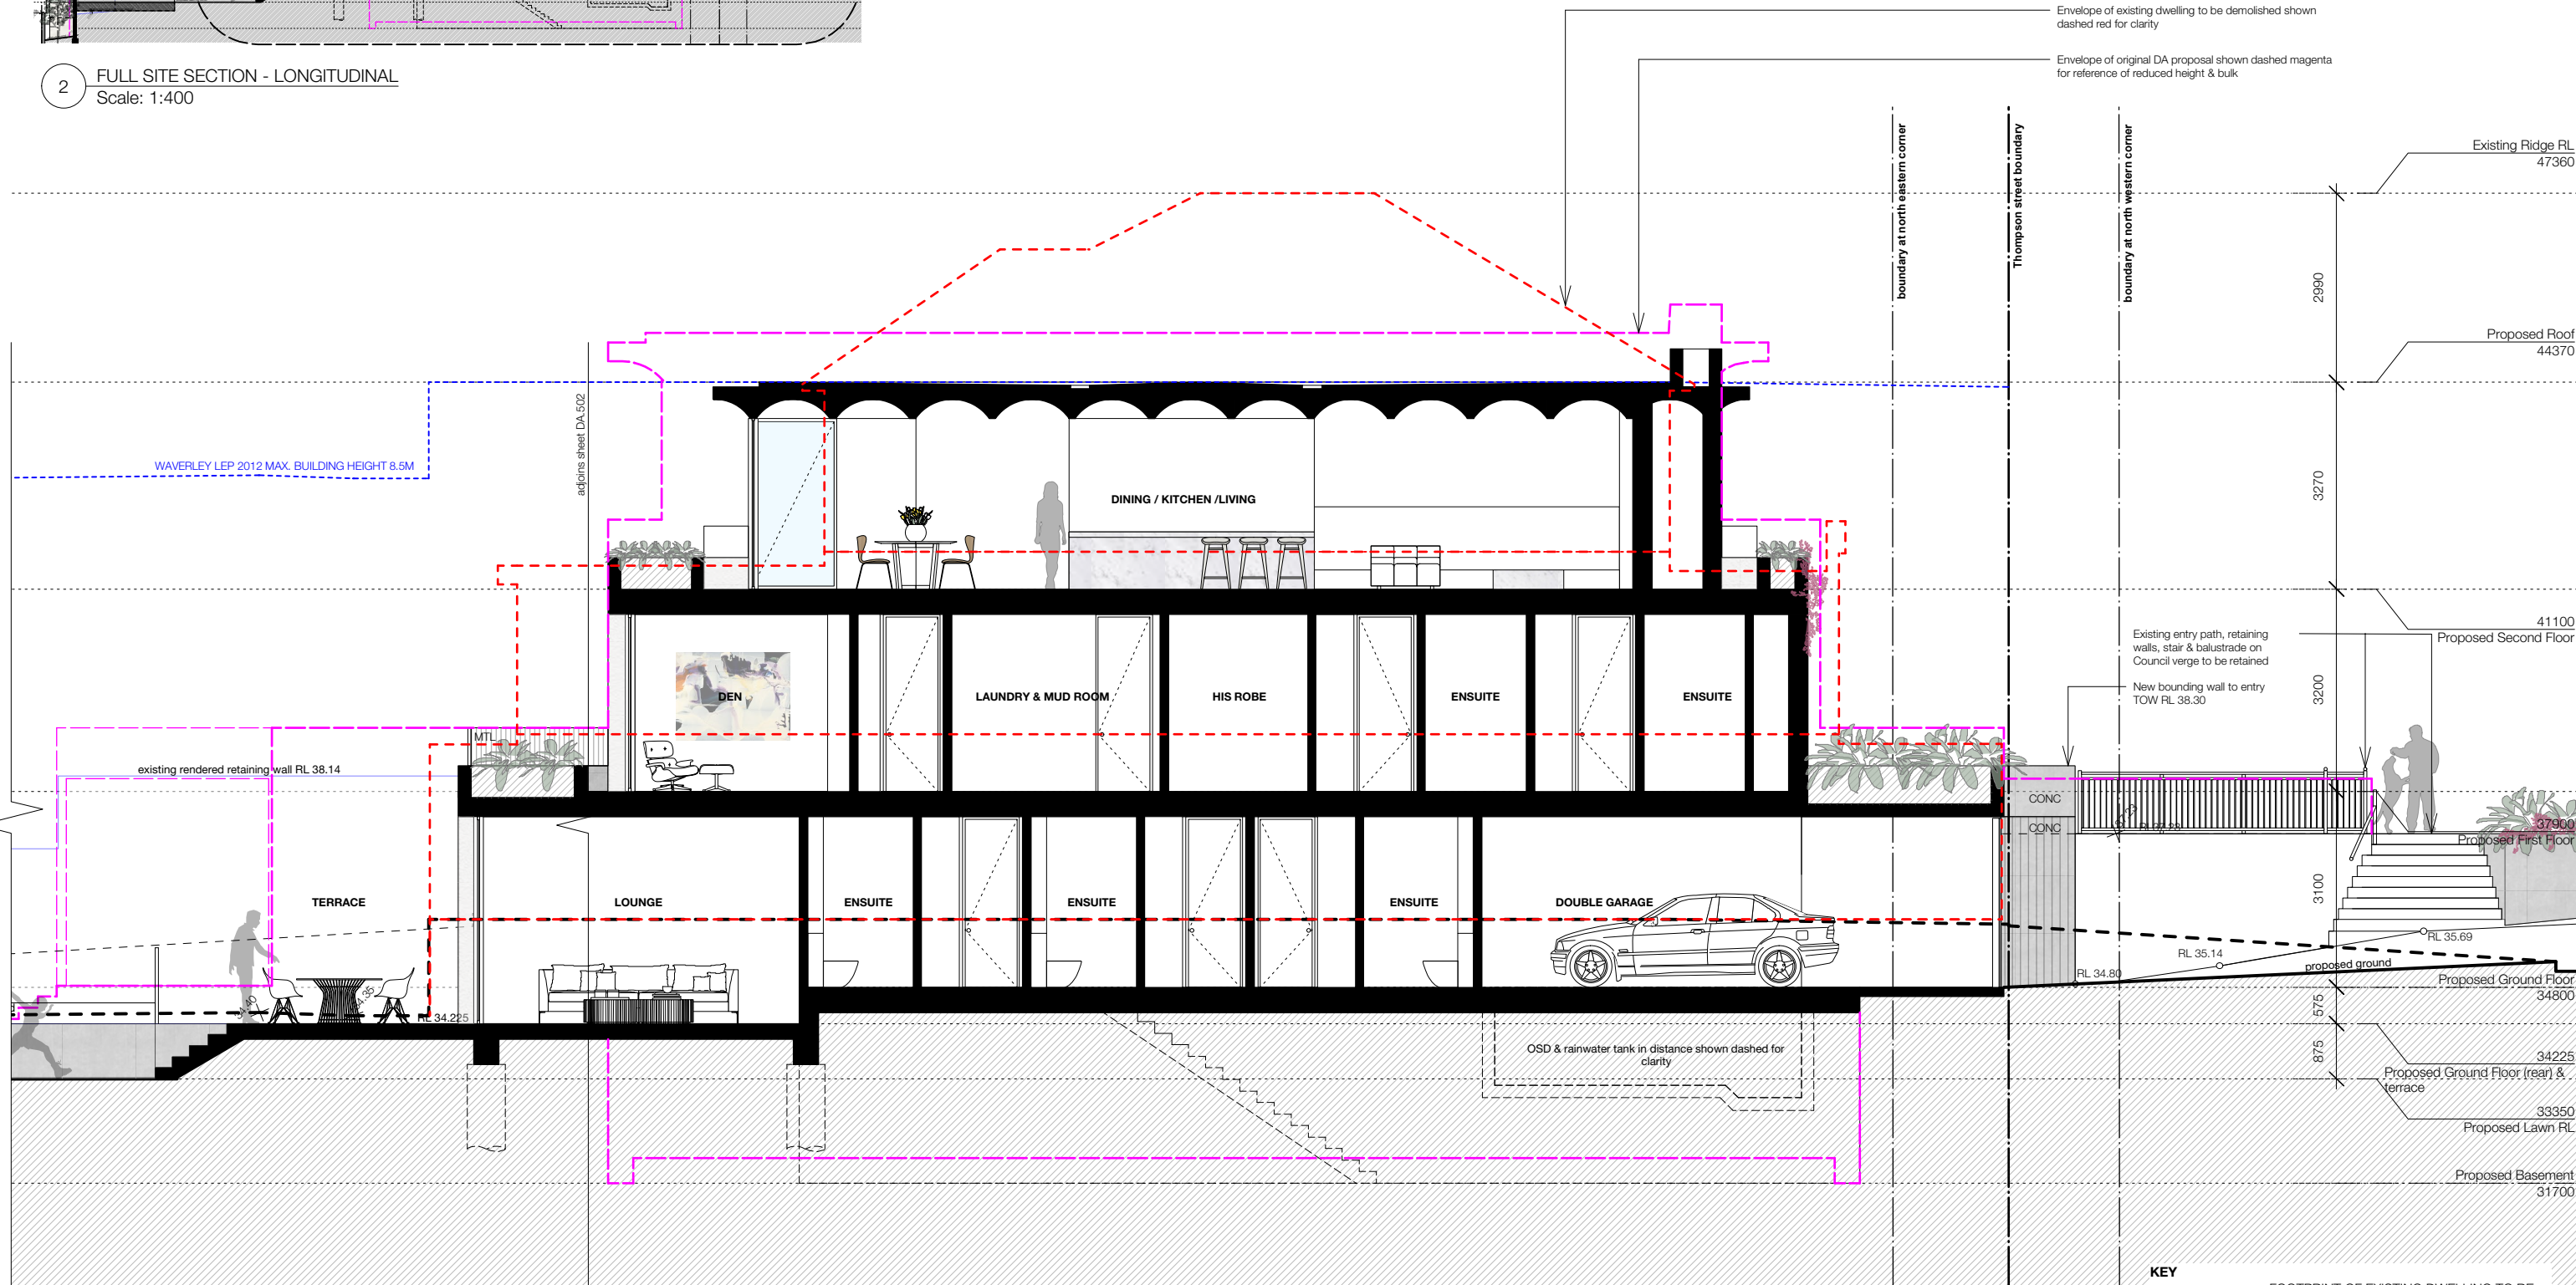 Envelope of existing dwelling to be demolished shown
dashed red for clarity
Envelope of original DA proposal shown dashed magenta
for reference of reduced height & bulk
2
FULL SITE SECTION - LONGITUDINAL
Scale: 1:400
boundary at north eastern corner
Thompson street boundary
boundary at north western corner
Existing Ridge RL
47360
2990
Proposed Roof
44370
adjoins sheet DA.502
WAVERLEY LEP 2012 MAX. BUILDING HEIGHT 8.5M
DINING / KITCHEN /LIVING
3270
41100
Proposed Second Floor
Existing entry path, retaining
walls, stair & balustrade on
Council verge to be retained
New bounding wall to entry
TOW RL 38.30
3200
DEN
LAUNDRY & MUD ROOM
HIS ROBE
ENSUITE
ENSUITE
MTL
existing rendered retaining wall RL 38.14
CONC
CONC
37900
Proposed First Floor
3100
TERRACE
LOUNGE
ENSUITE
ENSUITE
ENSUITE
DOUBLE GARAGE
RL 35.69
RL 35.14
proposed ground
RL 34.80
Proposed Ground Floor
34800
34.40
34.35
RL 34.225
575
34225
Proposed Ground Floor (rear) &
terrace
875
OSD & rainwater tank in distance shown dashed for
clarity
33350
Proposed Lawn RL
Proposed Basement
31700
KEY